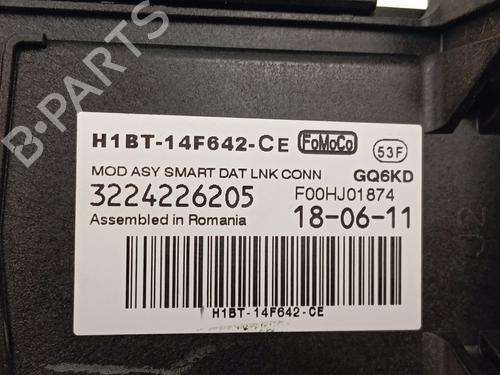 H1BT-14F642-CE FoMoCo 53F
MOD ASY SMART DAT LNK CONN GQ6KD
3224226205 F00HJ01874
Assembled in Romania 18-06-11
H1BT-14F642-CE
B-PARTS
J2